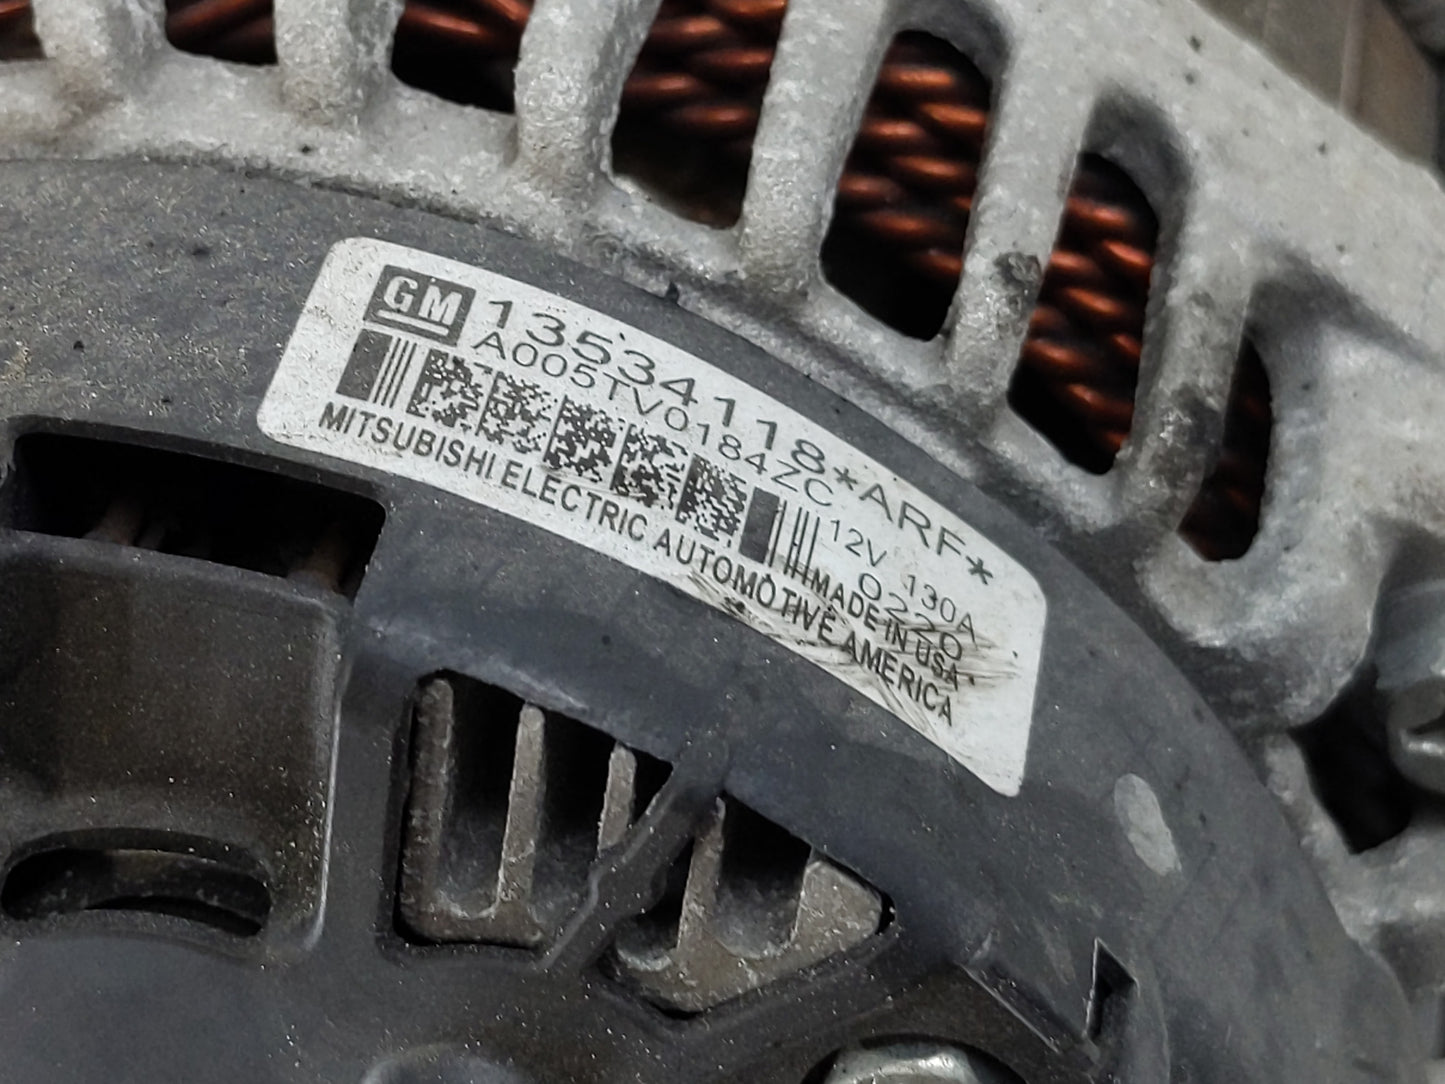 GM 13534118*ARF*
A005TV0184ZC 12V 130A
0220
MADE IN USA
MITSUBISHI ELECTRIC AUTOMOTIVE AMERICA